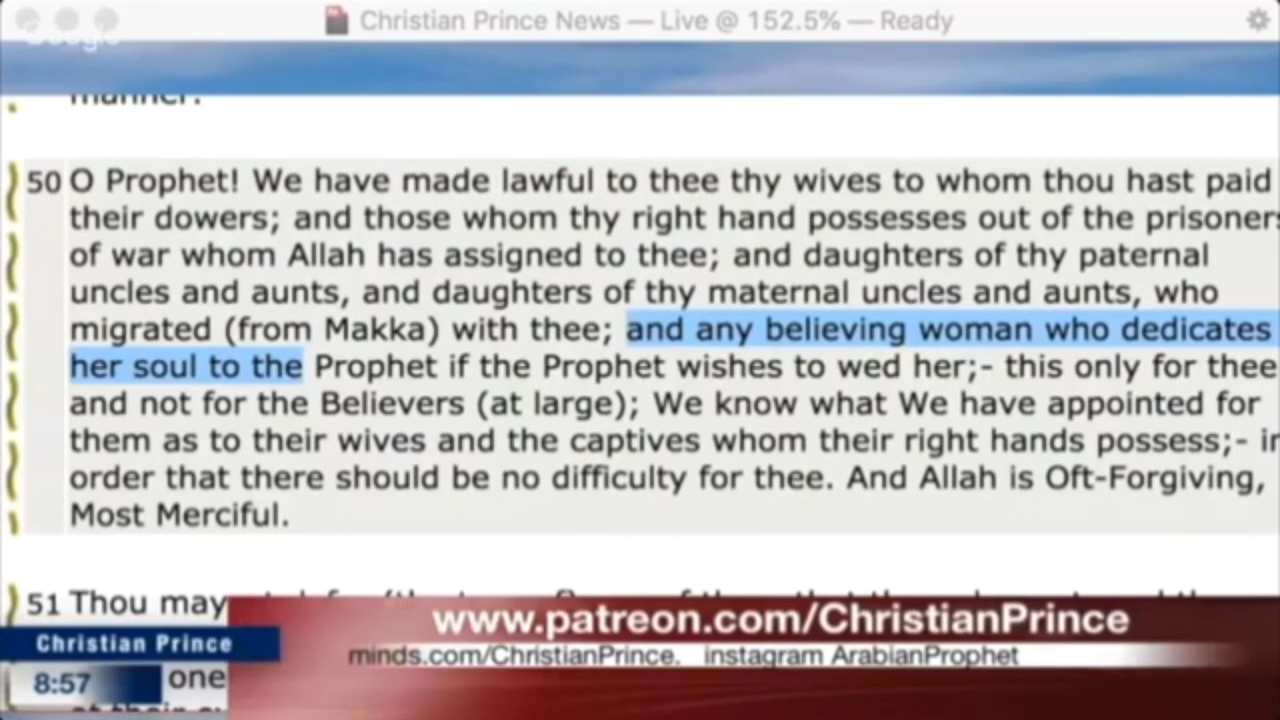 Christian Prince News — Live @ 152.5% — Ready
Google
manner.
50 O Prophet! We have made lawful to thee thy wives to whom thou hast paid
their dowers; and those whom thy right hand possesses out of the prisoners
of war whom Allah has assigned to thee; and daughters of thy paternal
uncles and aunts, and daughters of thy maternal uncles and aunts, who
migrated (from Makka) with thee; and any believing woman who dedicates
her soul to the Prophet if the Prophet wishes to wed her;- this only for thee
and not for the Believers (at large); We know what We have appointed for
them as to their wives and the captives whom their right hands possess;- in
order that there should be no difficulty for thee. And Allah is Oft-Forgiving,
Most Merciful.
51 Thou may
www.patreon.com/ChristianPrince
Christian Prince
minds.com/ChristianPrince. instagram ArabianProphet
8:57
one